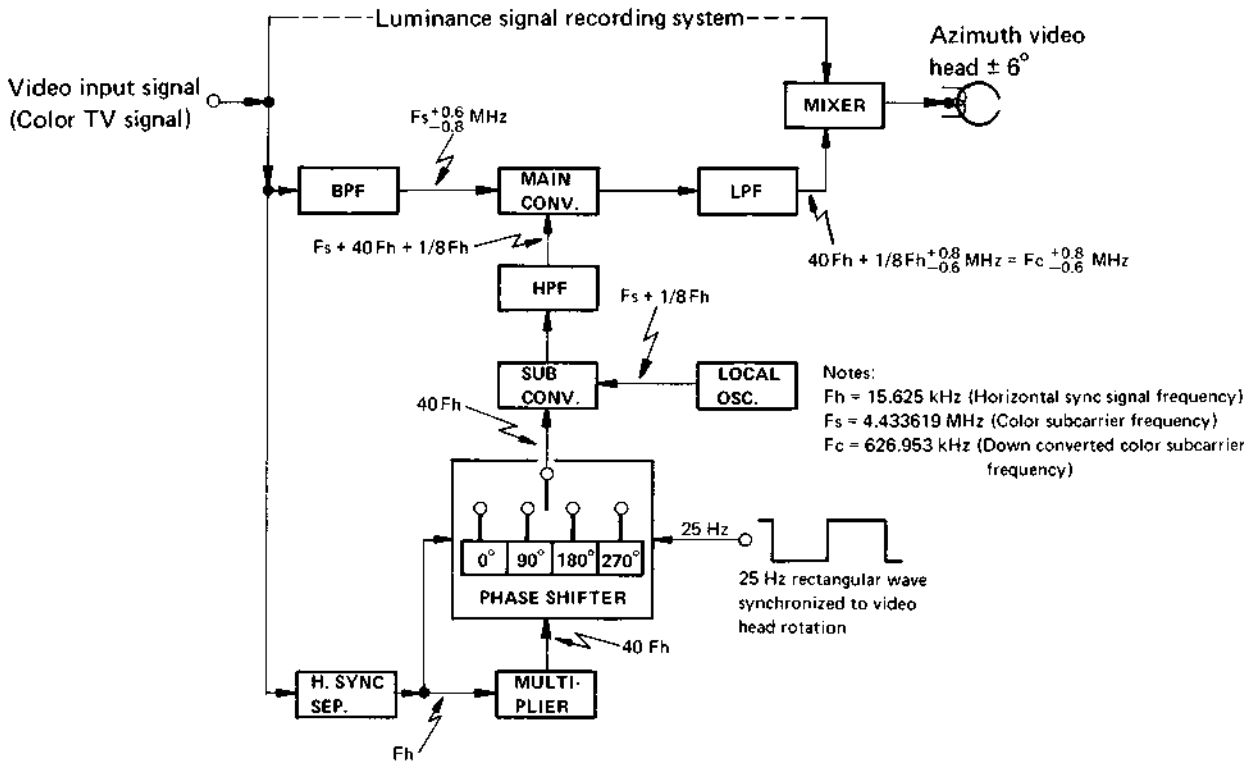 Luminance signal recording system
Azimuth video
head ± 6°
Video input signal
(Color TV signal)
MIXER
Fs +0.6 −0.8 MHz
BPF
MAIN
CONV.
LPF
Fs + 40 Fh + 1/8 Fh
40 Fh + 1/8 Fh +0.8 −0.6 MHz = Fc +0.8 −0.6 MHz
HPF
Fs + 1/8 Fh
SUB
CONV.
LOCAL
OSC.
Notes:
Fh = 15.625 kHz (Horizontal sync signal frequency)
Fs = 4.433619 MHz (Color subcarrier frequency)
Fc = 626.953 kHz (Down converted color subcarrier
frequency)
40 Fh
0° 90° 180° 270°
PHASE SHIFTER
25 Hz
25 Hz rectangular wave
synchronized to video
head rotation
40 Fh
H. SYNC
SEP.
MULTI-
PLIER
Fh